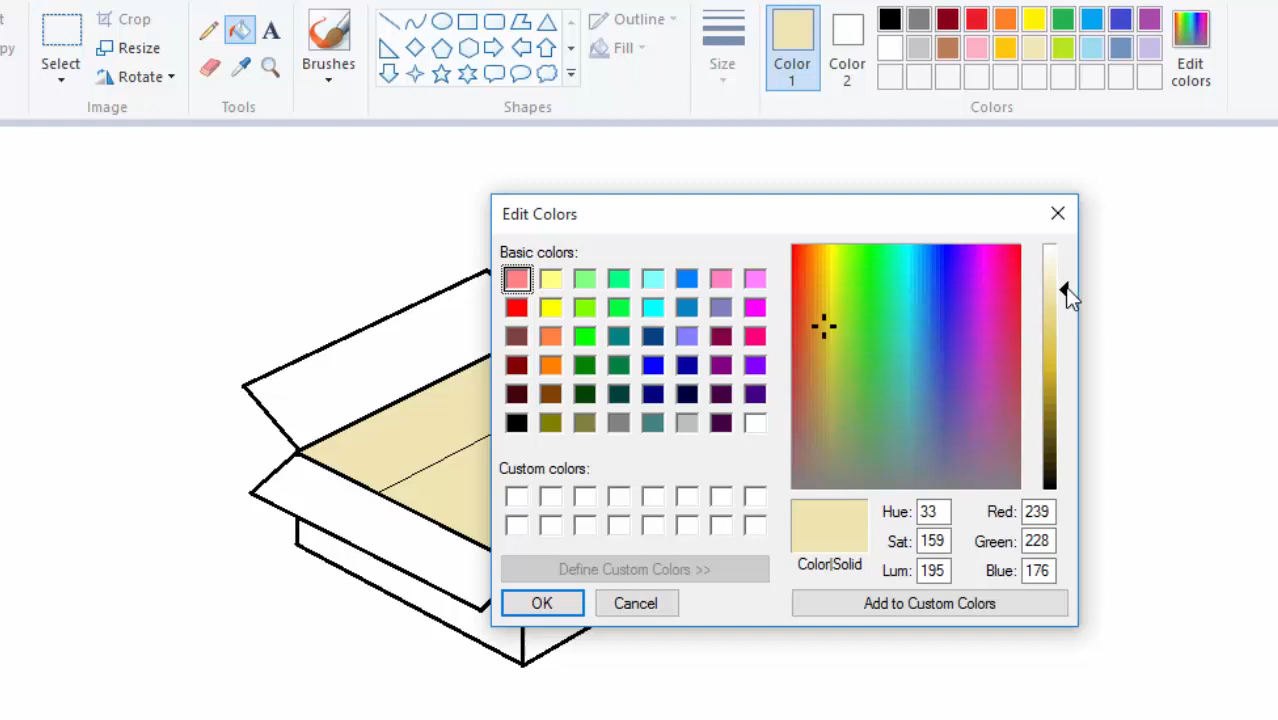 py
Select
Crop
Resize
Rotate
Image
A
Tools
Brushes
Shapes
Outline
Fill
Size
Color
1
Color
2
Edit
colors
Colors
Edit Colors
Basic colors:
Custom colors:
Define Custom Colors >>
OK
Cancel
Color|Solid
Hue: 33
Sat: 159
Lum: 195
Red: 239
Green: 228
Blue: 176
Add to Custom Colors